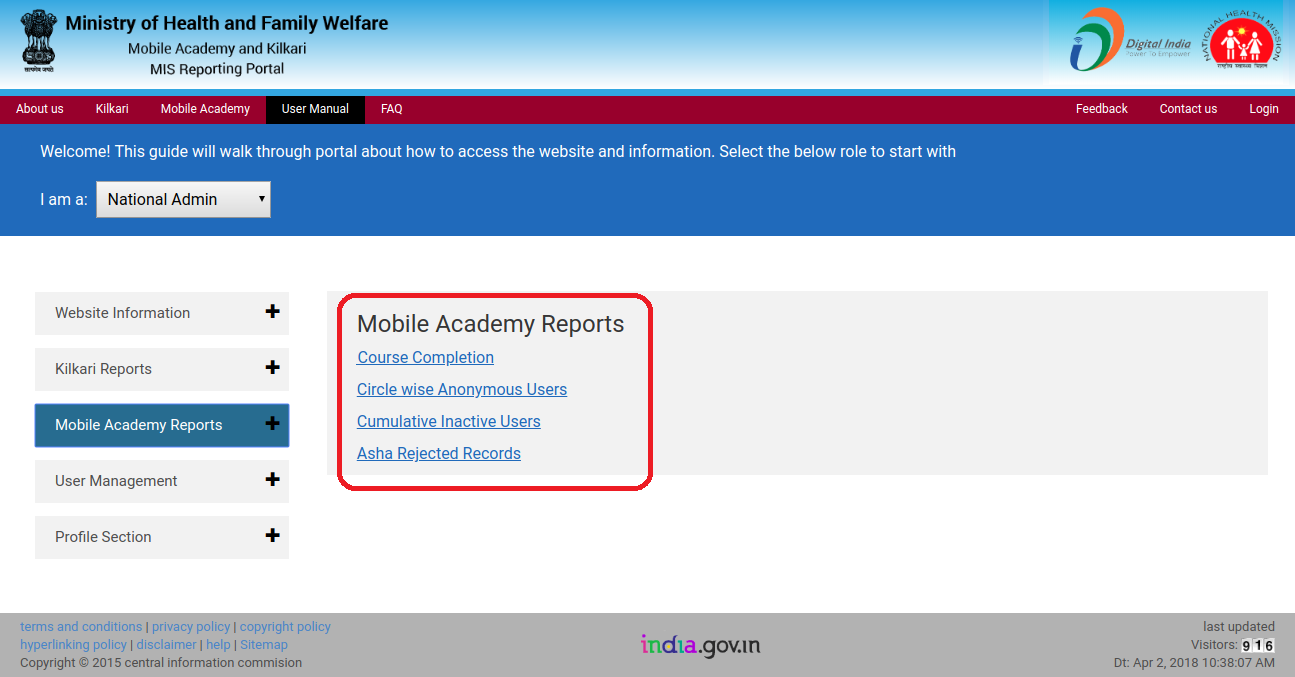 Ministry of Health and Family Welfare
Mobile Academy and Kilkari
MIS Reporting Portal
सत्यमेव जयते
Digital India
Power To Empower
NATIONAL HEALTH MISSION
राष्ट्रीय स्वास्थ्य मिशन
About us
Kilkari
Mobile Academy
User Manual
FAQ
Feedback
Contact us
Login
Welcome! This guide will walk through portal about how to access the website and information. Select the below role to start with
I am a: National Admin
Website Information
Kilkari Reports
Mobile Academy Reports
User Management
Profile Section
Mobile Academy Reports
Course Completion
Circle wise Anonymous Users
Cumulative Inactive Users
Asha Rejected Records
terms and conditions | privacy policy | copyright policy
hyperlinking policy | disclaimer | help | Sitemap
Copyright © 2015 central information commision
india.gov.in
last updated
Visitors: 916
Dt: Apr 2, 2018 10:38:07 AM